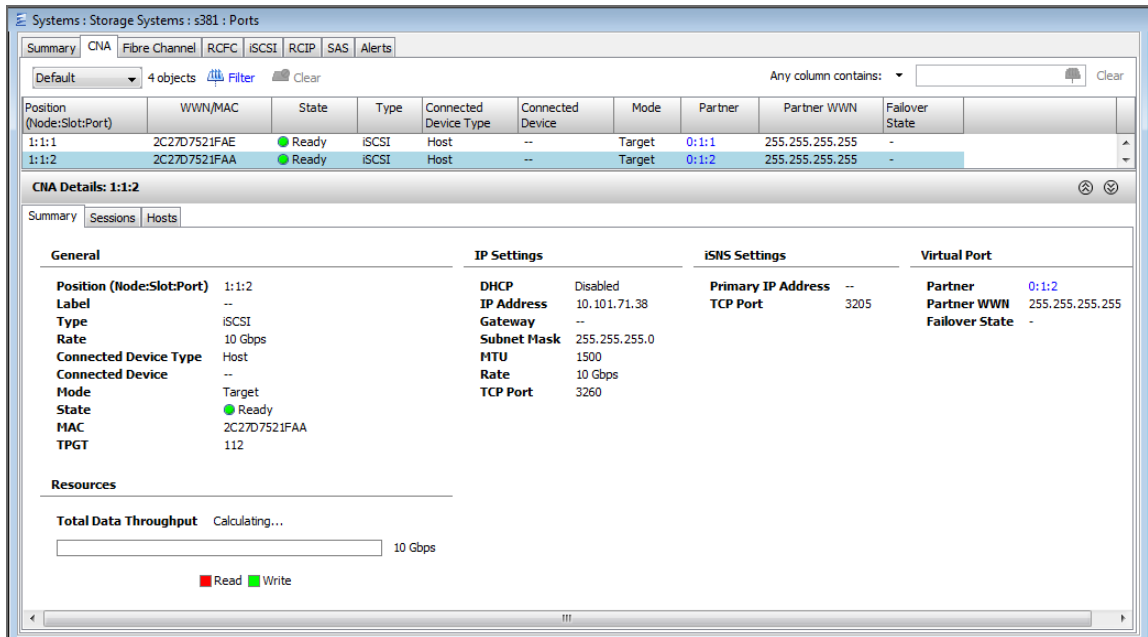 Systems : Storage Systems : s381 : Ports
Summary CNA Fibre Channel RCFC iSCSI RCIP SAS Alerts
Default 4 objects Filter Clear Any column contains: Clear
Position (Node:Slot:Port) WWN/MAC State Type Connected Device Type Connected Device Mode Partner Partner WWN Failover State
1:1:1 2C27D7521FAE Ready iSCSI Host -- Target 0:1:1 255.255.255.255 -
1:1:2 2C27D7521FAA Ready iSCSI Host -- Target 0:1:2 255.255.255.255 -
CNA Details: 1:1:2
Summary Sessions Hosts
General
Position (Node:Slot:Port) 1:1:2
Label --
Type iSCSI
Rate 10 Gbps
Connected Device Type Host
Connected Device --
Mode Target
State Ready
MAC 2C27D7521FAA
TPGT 112
Resources
Total Data Throughput Calculating...
10 Gbps
Read Write
IP Settings
DHCP Disabled
IP Address 10.101.71.38
Gateway --
Subnet Mask 255.255.255.0
MTU 1500
Rate 10 Gbps
TCP Port 3260
iSNS Settings
Primary IP Address --
TCP Port 3205
Virtual Port
Partner 0:1:2
Partner WWN 255.255.255.255
Failover State -